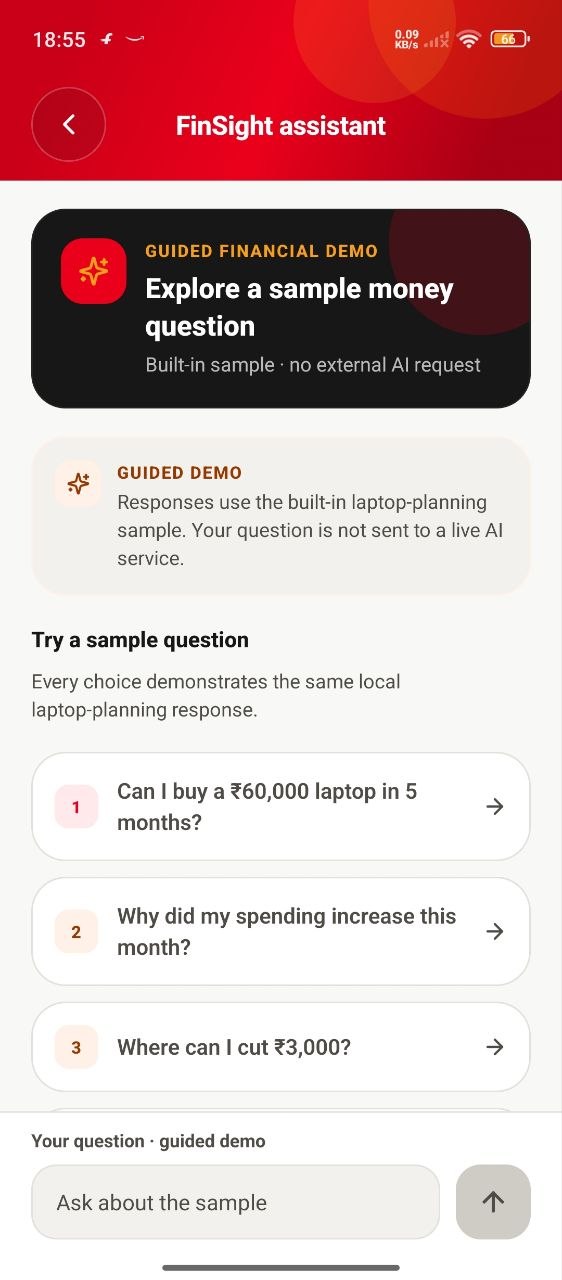 18:55
0.09
KB/s
66
FinSight assistant
GUIDED FINANCIAL DEMO
Explore a sample money
question
Built-in sample · no external AI request
GUIDED DEMO
Responses use the built-in laptop-planning
sample. Your question is not sent to a live AI
service.
Try a sample question
Every choice demonstrates the same local
laptop-planning response.
1
Can I buy a ₹60,000 laptop in 5
months?
2
Why did my spending increase this
month?
3
Where can I cut ₹3,000?
Your question · guided demo
Ask about the sample